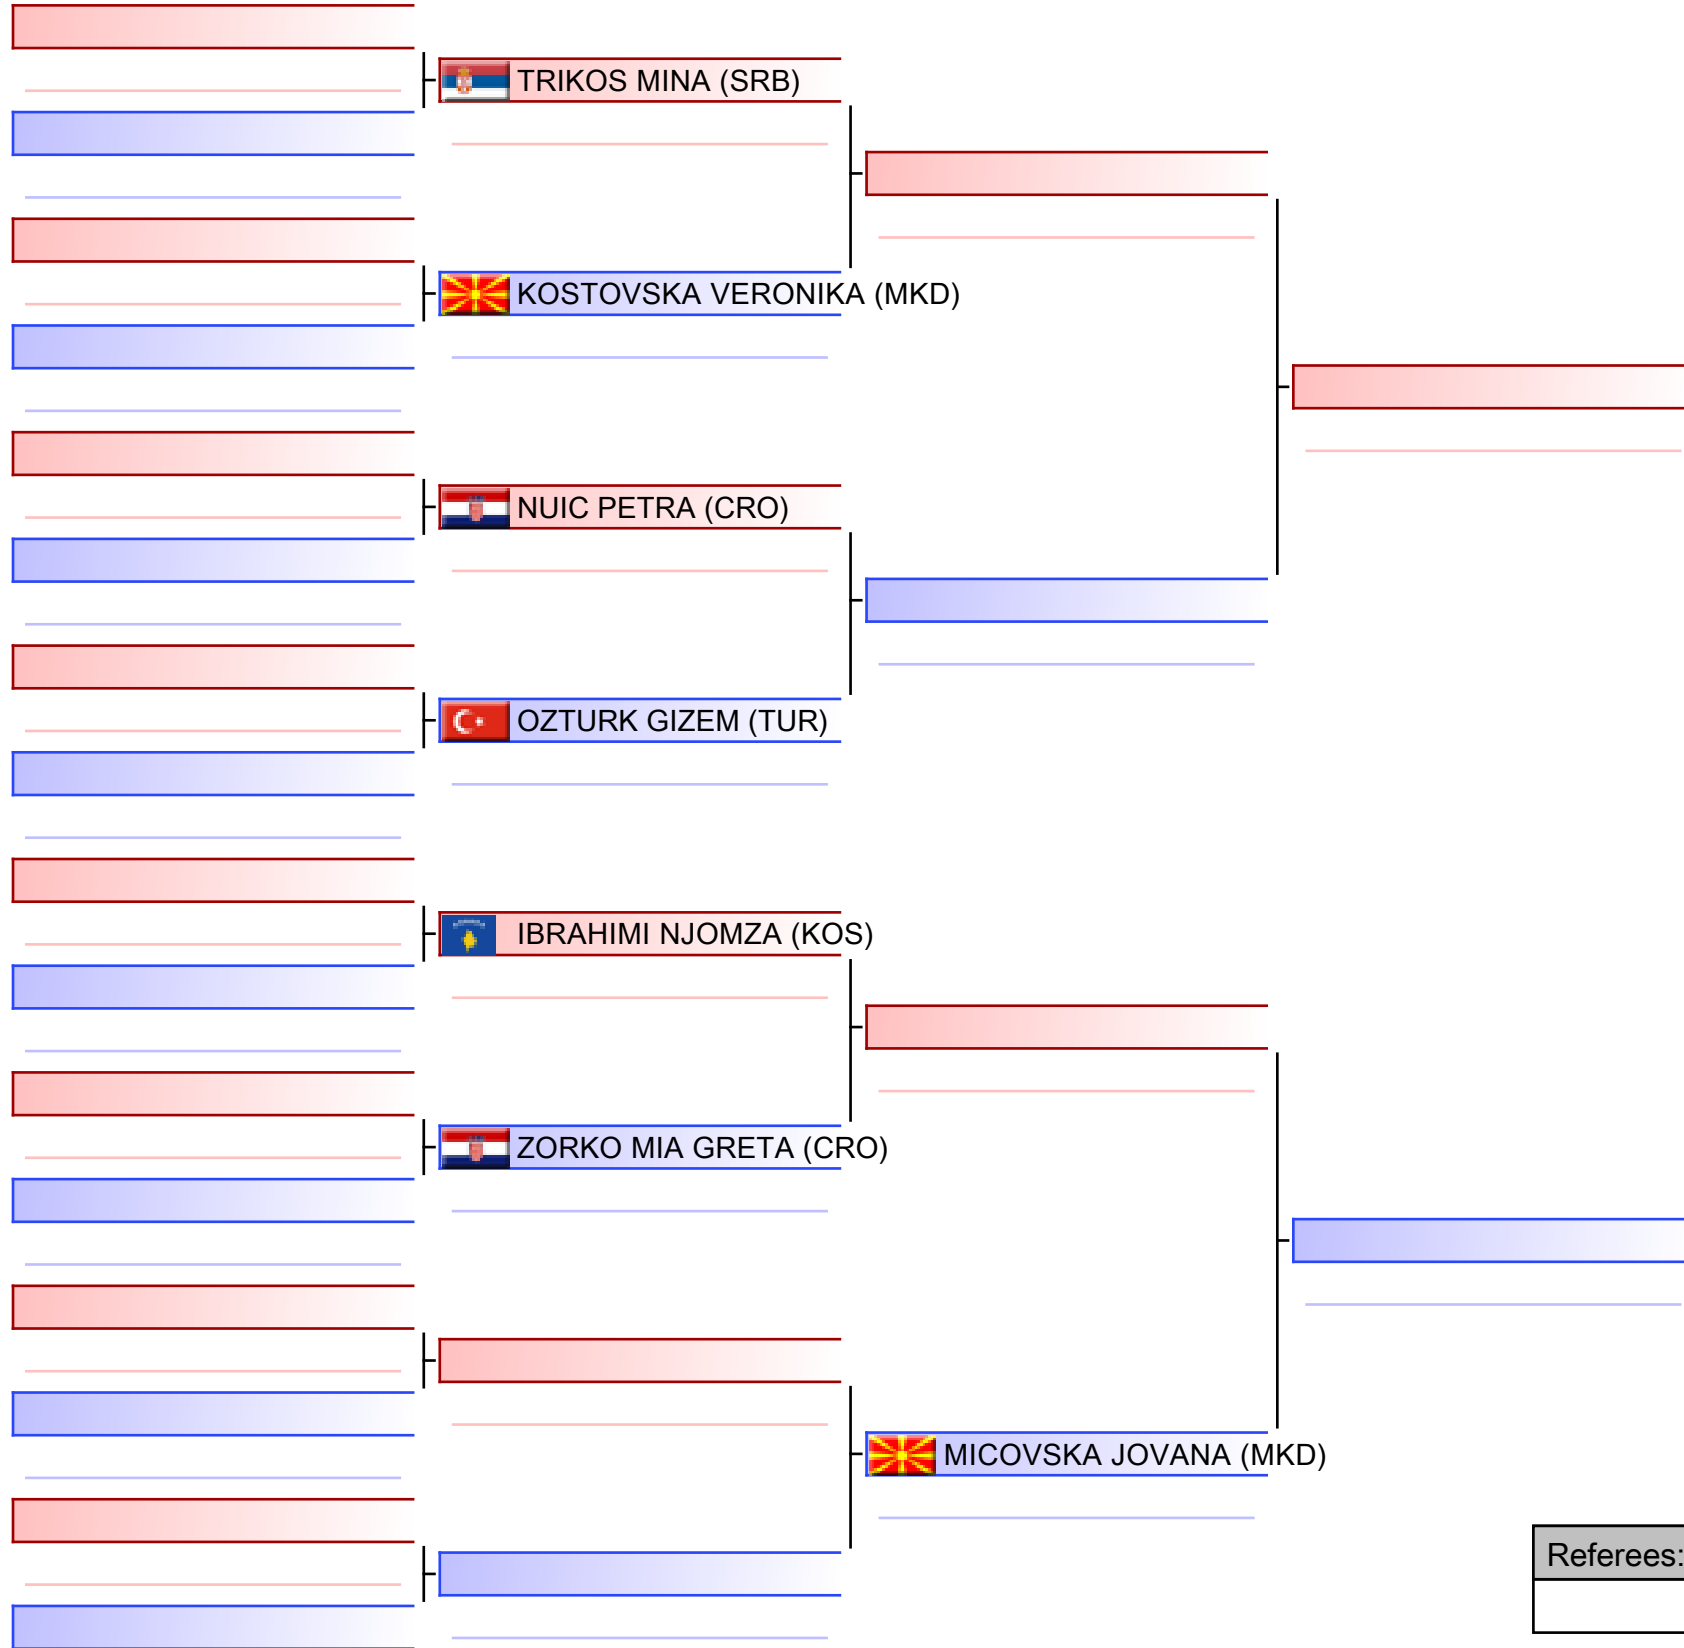 TRIKOS MINA (SRB)
KOSTOVSKA VERONIKA (MKD)
NUIC PETRA (CRO)
OZTURK GIZEM (TUR)
IBRAHIMI NJOMZA (KOS)
ZORKO MIA GRETA (CRO)
MICOVSKA JOVANA (MKD)
Referees: